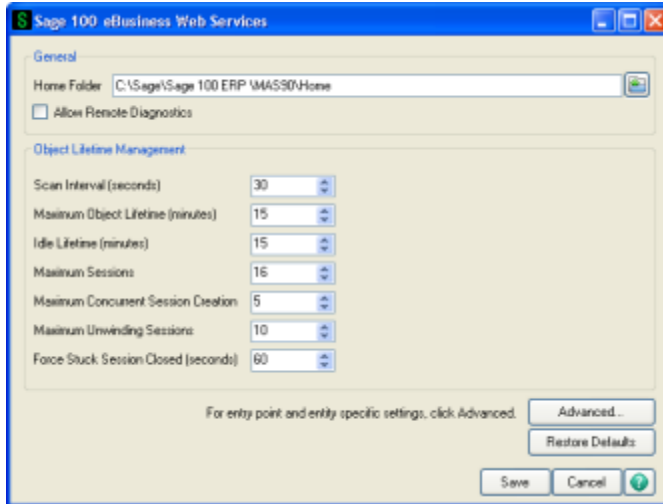 Sage 100 eBusiness Web Services
General
Home Folder C:\Sage\Sage 100 ERP \MAS90\Home
Allow Remote Diagnostics
Object Lifetime Management
Scan Interval (seconds) 30
Maximum Object Lifetime (minutes) 15
Idle Lifetime (minutes) 15
Maximum Sessions 16
Maximum Concurrent Session Creation 5
Maximum Unwinding Sessions 10
Force Stuck Session Closed (seconds) 60
For entry point and entity specific settings, click Advanced. Advanced...
Restore Defaults
Save Cancel ?